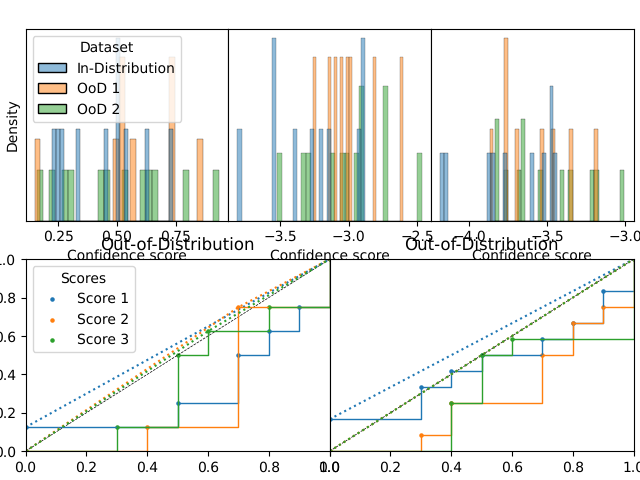 Dataset
In-Distribution
OoD 1
OoD 2
Density
0.25 0.50 0.75 −3.5 −3.0 −2.5 −4.0 −3.5 −3.0
Confidence score Confidence score Confidence score
Out-of-Distribution Out-of-Distribution
Scores
Score 1
Score 2
Score 3
1.0
0.8
0.6
0.4
0.2
0.0
0.0 0.2 0.4 0.6 0.8 1.0 0.0 0.2 0.4 0.6 0.8 1.0